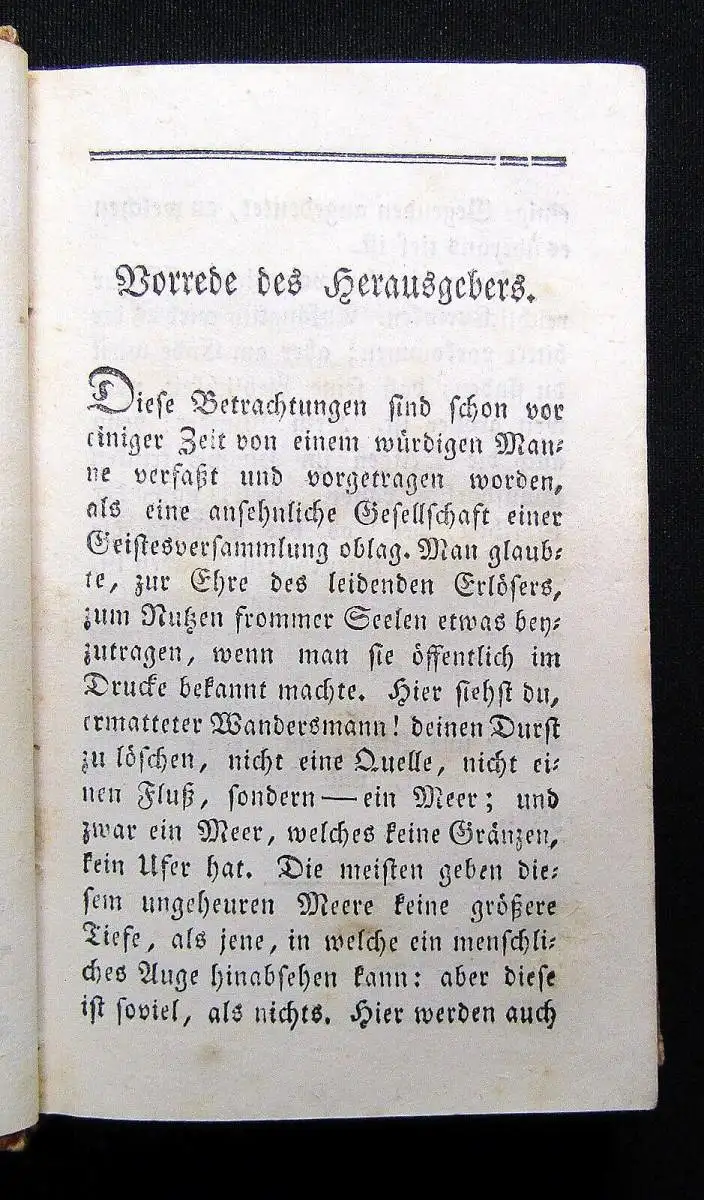 Vorrede des Herausgebers.
Diese Betrachtungen sind schon vor
einiger Zeit von einem würdigen Man-
ne verfaßt und vorgetragen worden,
als eine ansehnliche Gesellschaft einer
Geistesversammlung oblag. Man glaub-
te, zur Ehre des leidenden Erlösers,
zum Nutzen frommer Seelen etwas bey-
zutragen, wenn man sie öffentlich im
Drucke bekannt machte. Hier siehst du,
ermatteter Wandersmann! deinen Durst
zu löschen, nicht eine Quelle, nicht ei-
nen Fluß, sondern — ein Meer; und
zwar ein Meer, welches keine Gränzen,
kein Ufer hat. Die meisten geben die-
sem ungeheuren Meere keine größere
Tiefe, als jene, in welche ein menschli-
ches Auge hinabsehen kann: aber diese
ist soviel, als nichts. Hier werden auch